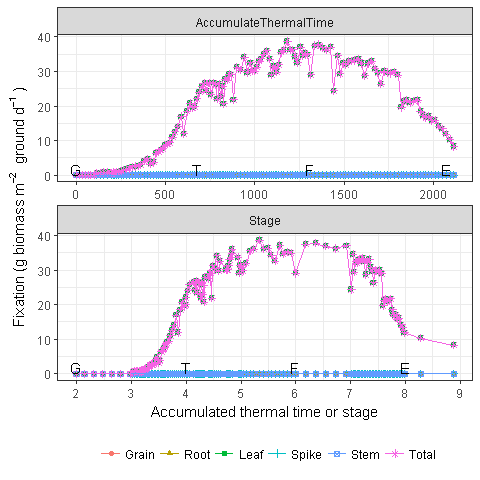 AccumulateThermalTime
40
30
20
10
0
G T F E
0 500 1000 1500 2000
Stage
40
30
20
10
0
G T F E
2 3 4 5 6 7 8 9
Fixation (g biomass m⁻² ground d⁻¹ )
Accumulated thermal time or stage
Grain Root Leaf Spike Stem Total